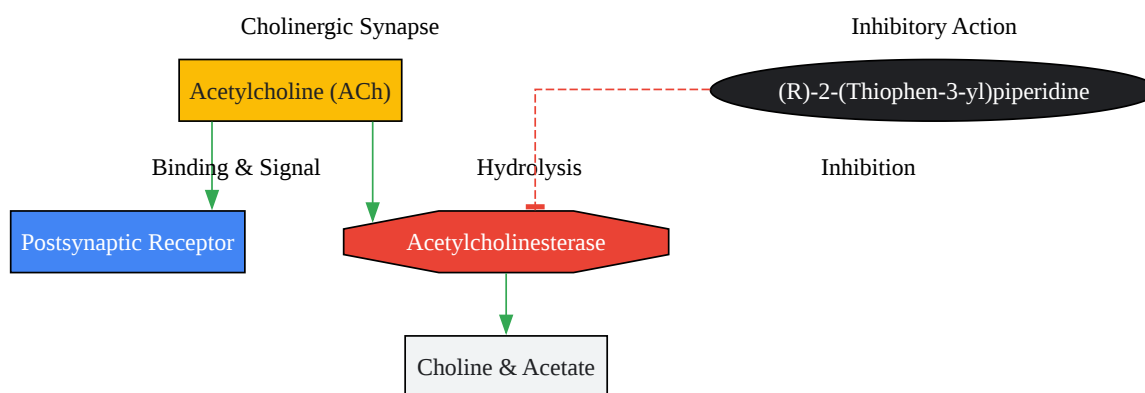 Cholinergic Synapse
Inhibitory Action
Acetylcholine (ACh)
(R)-2-(Thiophen-3-yl)piperidine
Binding & Signal
Hydrolysis
Inhibition
Postsynaptic Receptor
Acetylcholinesterase
Choline & Acetate